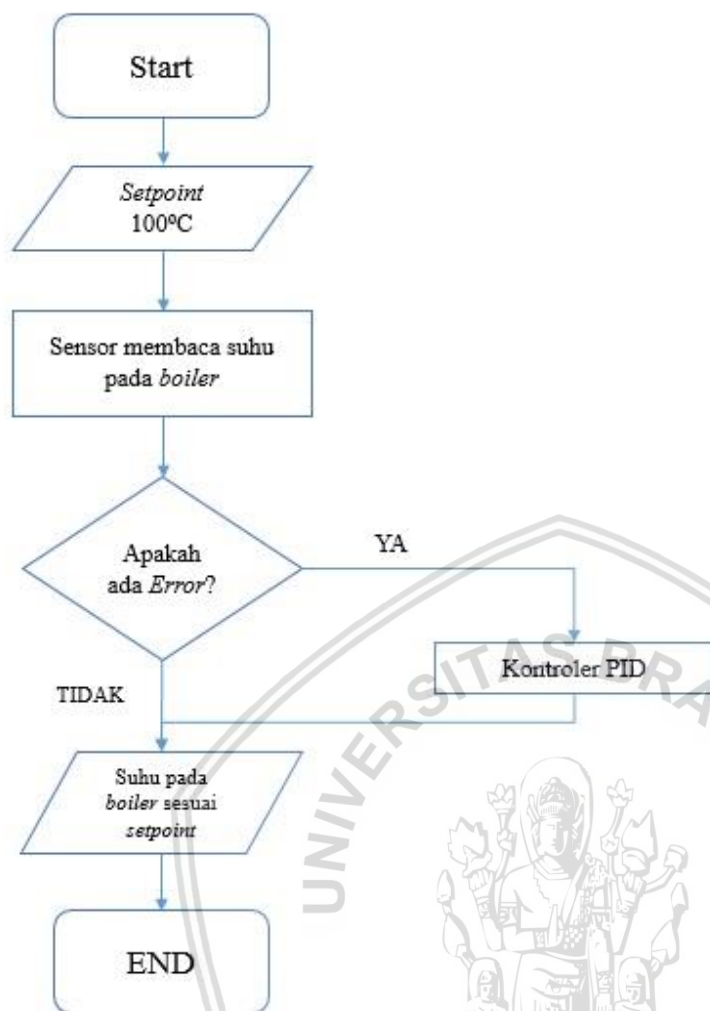 Start
Setpoint
100ºC
Sensor membaca suhu
pada boiler
Apakah
ada Error?
YA
Kontroler PID
TIDAK
Suhu pada
boiler sesuai
setpoint
END
UNIVERSITAS BRA